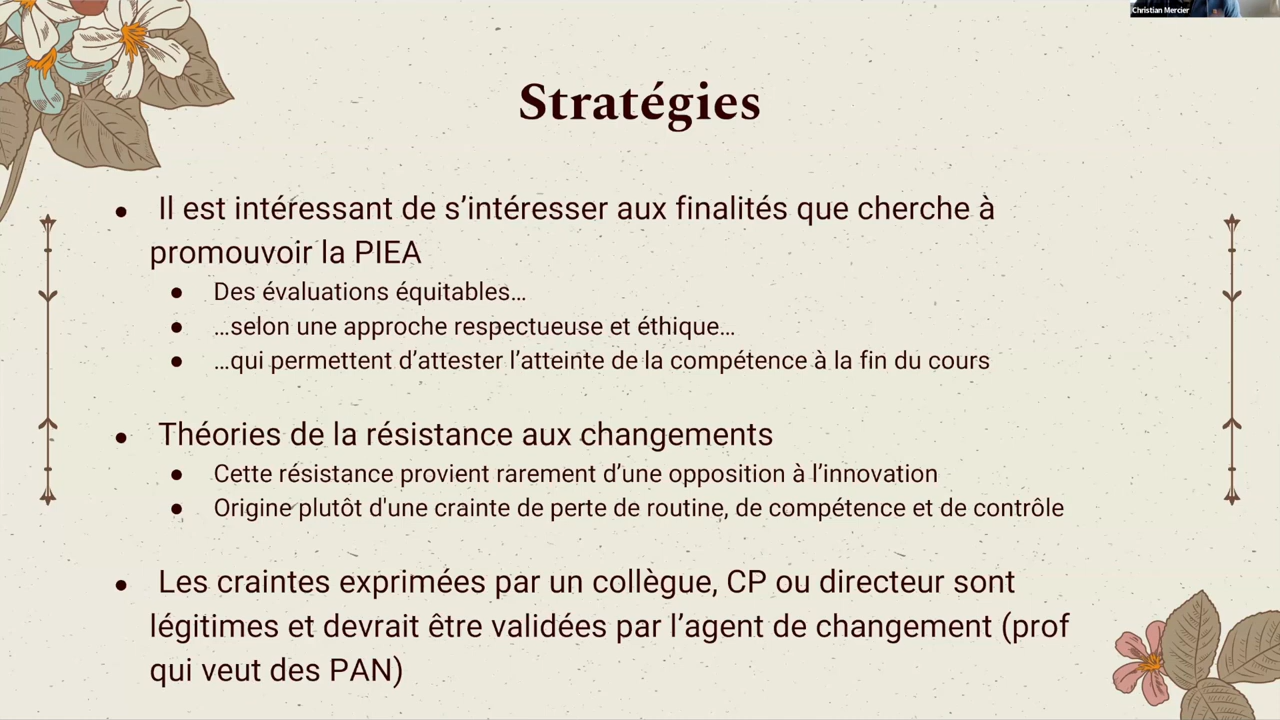 Christian Mercier
Stratégies
● Il est intéressant de s’intéresser aux finalités que cherche à
promouvoir la PIEA
● Des évaluations équitables…
● …selon une approche respectueuse et éthique…
● …qui permettent d’attester l’atteinte de la compétence à la fin du cours
● Théories de la résistance aux changements
● Cette résistance provient rarement d’une opposition à l’innovation
● Origine plutôt d'une crainte de perte de routine, de compétence et de contrôle
● Les craintes exprimées par un collègue, CP ou directeur sont
légitimes et devrait être validées par l’agent de changement (prof
qui veut des PAN)